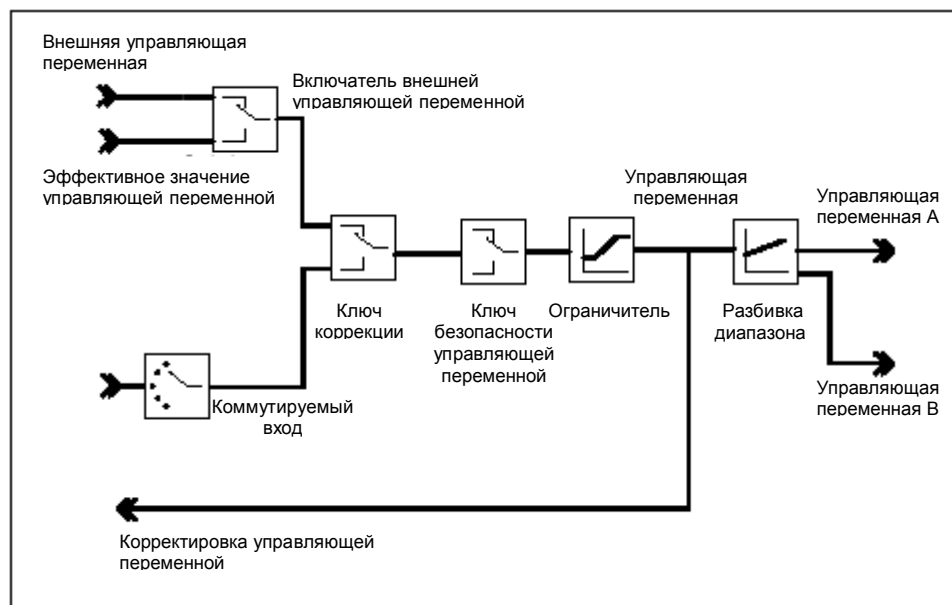 Внешняя управляющая
переменная
Включатель внешней
управляющей переменной
Эффективное значение
управляющей переменной
Управляющая
переменная
Управляющая
переменная А
Ключ
коррекции
Ключ
безопасности
управляющей
переменной
Ограничитель
Разбивка
диапазона
Коммутируемый
вход
Управляющая
переменная В
Корректировка управляющей
переменной